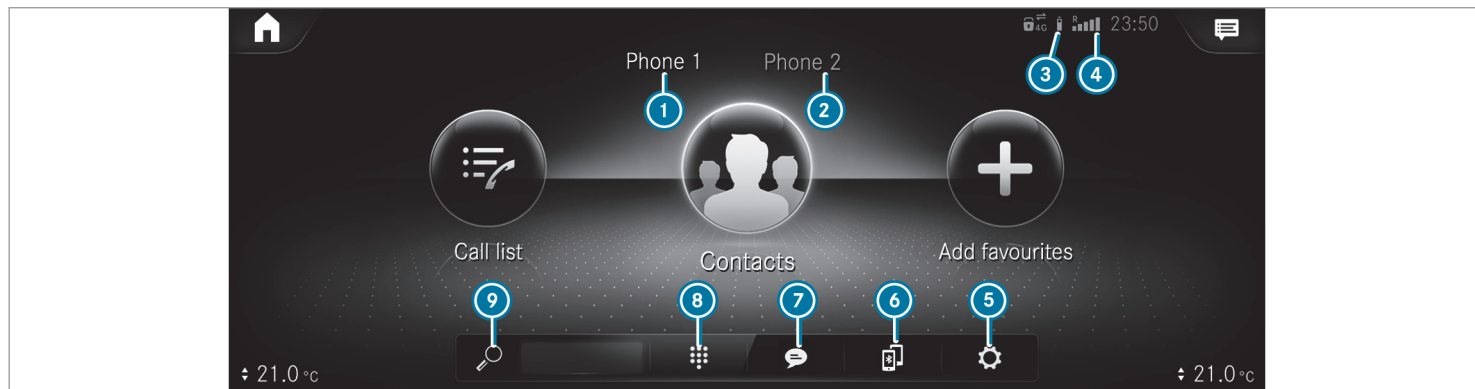 4G R 23:50
Phone 1 Phone 2
3 4
1 2
Call list Contacts Add favourites
9 8 7 6 5
21.0 °C 21.0 °C